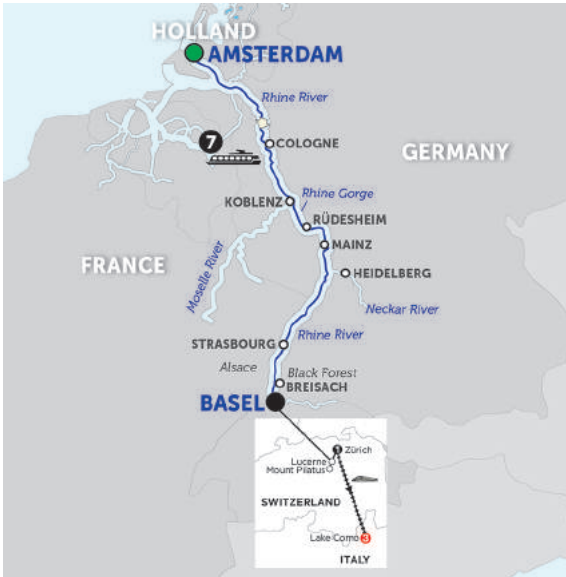 HOLLAND
AMSTERDAM
Rhine River
7
COLOGNE
GERMANY
KOBLENZ
Rhine Gorge
RÜDESHEIM
MAINZ
FRANCE
Moselle River
HEIDELBERG
Neckar River
STRASBOURG
Rhine River
Alsace
Black Forest
BREISACH
BASEL
1
Zürich
Lucerne
Mount Pilatus
SWITZERLAND
Lake Como
3
ITALY